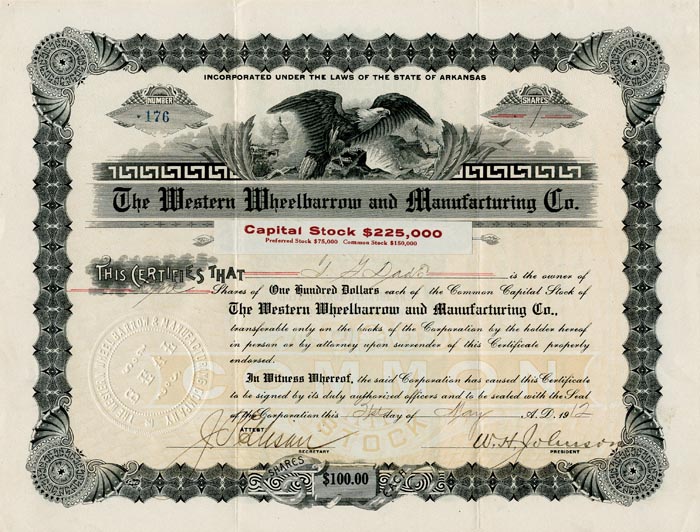 INCORPORATED UNDER THE LAWS OF THE STATE OF ARKANSAS
NUMBER
176
SHARES
1
The Western Wheelbarrow and Manufacturing Co.
Capital Stock $225,000
Preferred Stock $75,000 Common Stock $150,000
THIS CERTIFIES THAT is the owner of
Shares of One Hundred Dollars each of the Common Capital Stock of
The Western Wheelbarrow and Manufacturing Co.,
transferable only on the books of the Corporation by the holder hereof
in person or by attorney upon surrender of this Certificate properly
endorsed.
In Witness Whereof, the said Corporation has caused this Certificate
to be signed by its duly authorized officers and to be sealed with the Seal
of the Corporation this day of May A.D. 1912
COMMON
STOCK
ATTEST
SECRETARY
W. H. Johnson
PRESIDENT
SHARES
$100.00